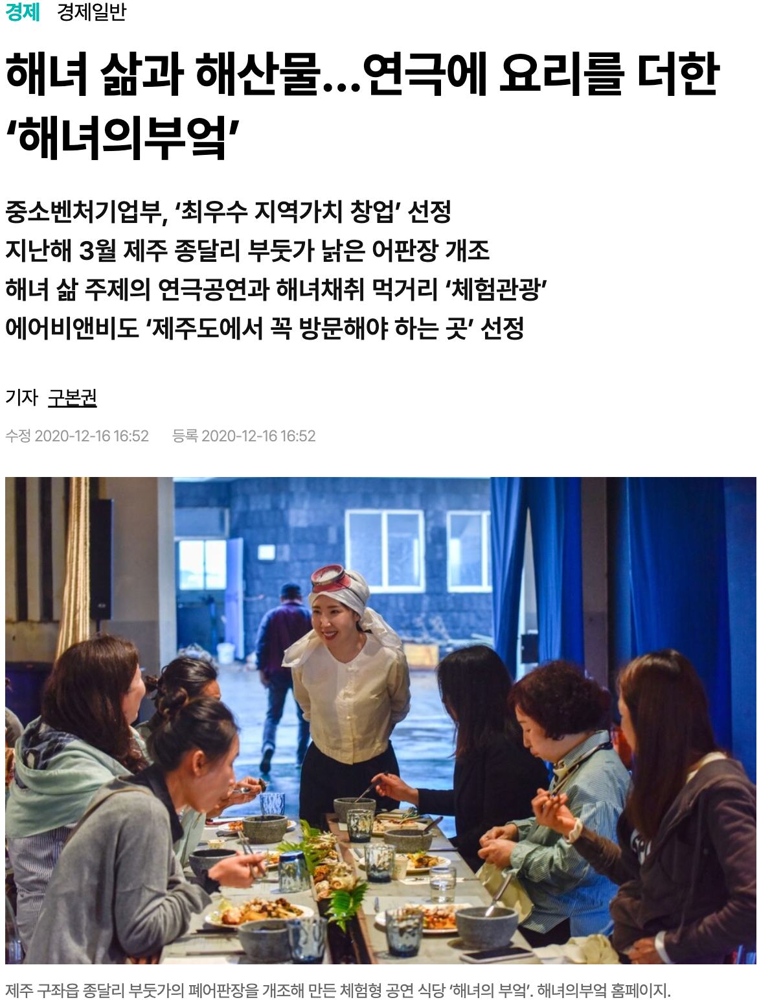 경제 경제일반
해녀 삶과 해산물…연극에 요리를 더한
‘해녀의부엌’
중소벤처기업부, ‘최우수 지역가치 창업’ 선정
지난해 3월 제주 종달리 부둣가 낡은 어판장 개조
해녀 삶 주제의 연극공연과 해녀채취 먹거리 ‘체험관광’
에어비앤비도 ‘제주도에서 꼭 방문해야 하는 곳’ 선정
기자 구본권
수정 2020-12-16 16:52 등록 2020-12-16 16:52
제주 구좌읍 종달리 부둣가의 폐어판장을 개조해 만든 체험형 공연 식당 ‘해녀의 부엌’. 해녀의부엌 홈페이지.